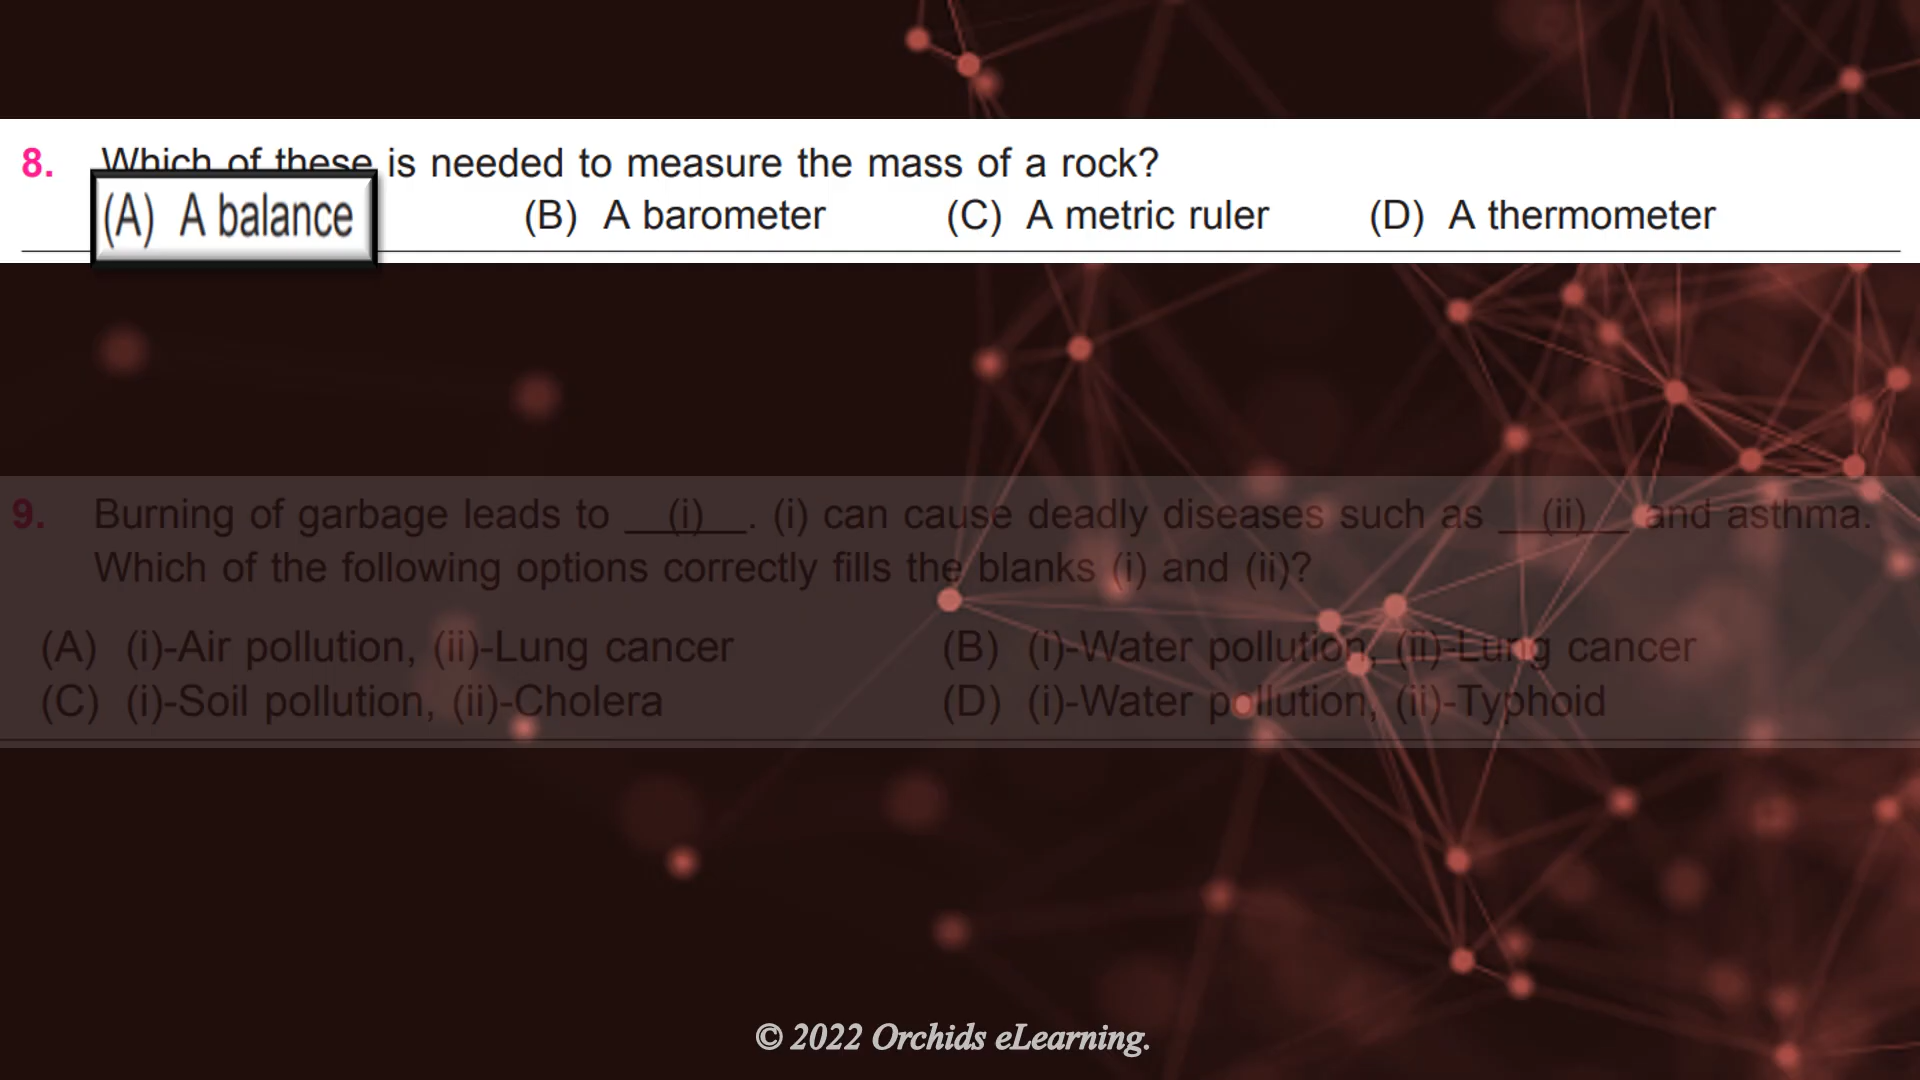 8. Which of these is needed to measure the mass of a rock?
(A) A balance (B) A barometer (C) A metric ruler (D) A thermometer
9. Burning of garbage leads to __(i)__. (i) can cause deadly diseases such as __(ii)__ and asthma.
Which of the following options correctly fills the blanks (i) and (ii)?
(A) (i)-Air pollution, (ii)-Lung cancer (B) (i)-Water pollution, (ii)-Lung cancer
(C) (i)-Soil pollution, (ii)-Cholera (D) (i)-Water pollution, (ii)-Typhoid
© 2022 Orchids eLearning.